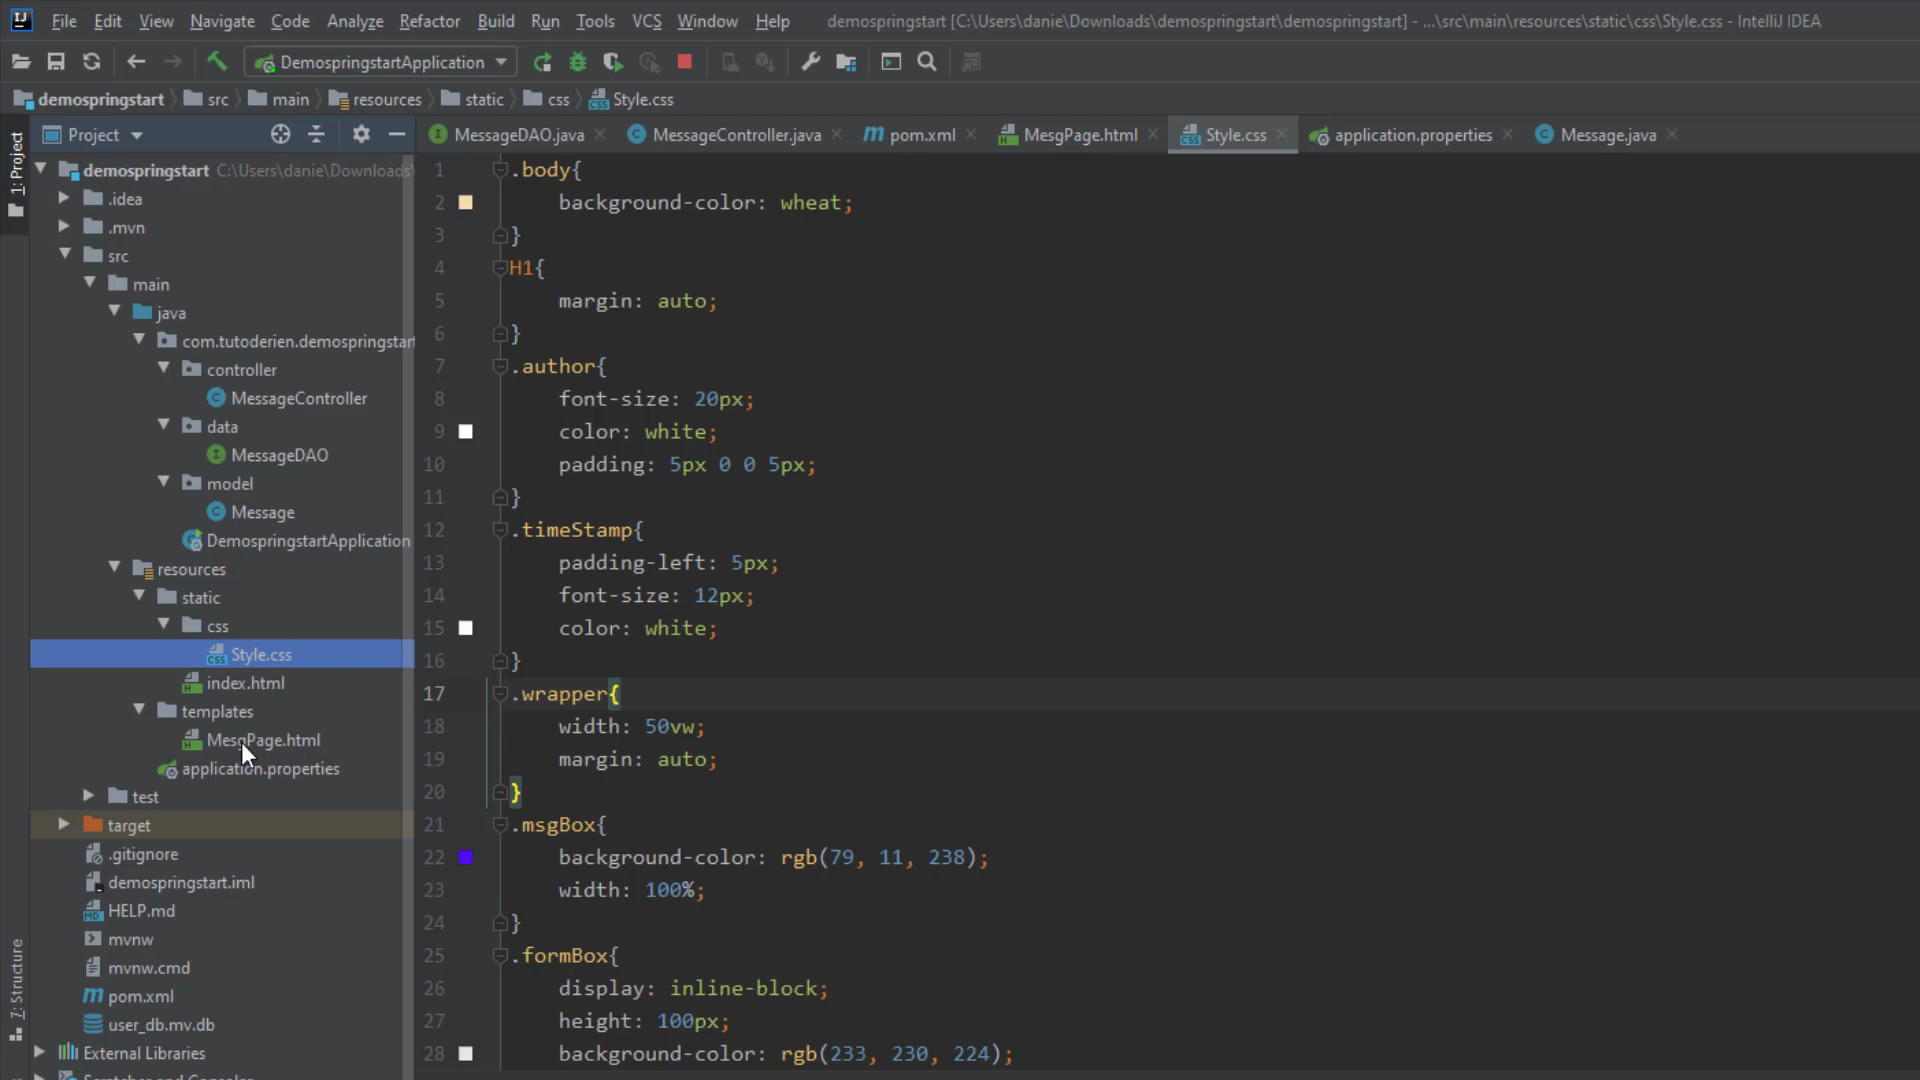 File Edit View Navigate Code Analyze Refactor Build Run Tools VCS Window Help demospringstart [C:\Users\danie\Downloads\demospringstart\demospringstart] - ...\src\main\resources\static\css\Style.css - IntelliJ IDEA
DemospringstartApplication
demospringstart src main resources static css Style.css
Project
MessageDAO.java MessageController.java pom.xml MesgPage.html Style.css application.properties Message.java
1: Project
7: Structure
demospringstart C:\Users\danie\Downloads\
.idea
.mvn
src
main
java
com.tutoderien.demospringstart
controller
MessageController
data
MessageDAO
model
Message
DemospringstartApplication
resources
static
css
Style.css
index.html
templates
MesgPage.html
application.properties
test
target
.gitignore
demospringstart.iml
HELP.md
mvnw
mvnw.cmd
pom.xml
user_db.mv.db
External Libraries
1 .body{
2 background-color: wheat;
3 }
4 H1{
5 margin: auto;
6 }
7 .author{
8 font-size: 20px;
9 color: white;
10 padding: 5px 0 0 5px;
11 }
12 .timeStamp{
13 padding-left: 5px;
14 font-size: 12px;
15 color: white;
16 }
17 .wrapper{
18 width: 50vw;
19 margin: auto;
20 }
21 .msgBox{
22 background-color: rgb(79, 11, 238);
23 width: 100%;
24 }
25 .formBox{
26 display: inline-block;
27 height: 100px;
28 background-color: rgb(233, 230, 224);